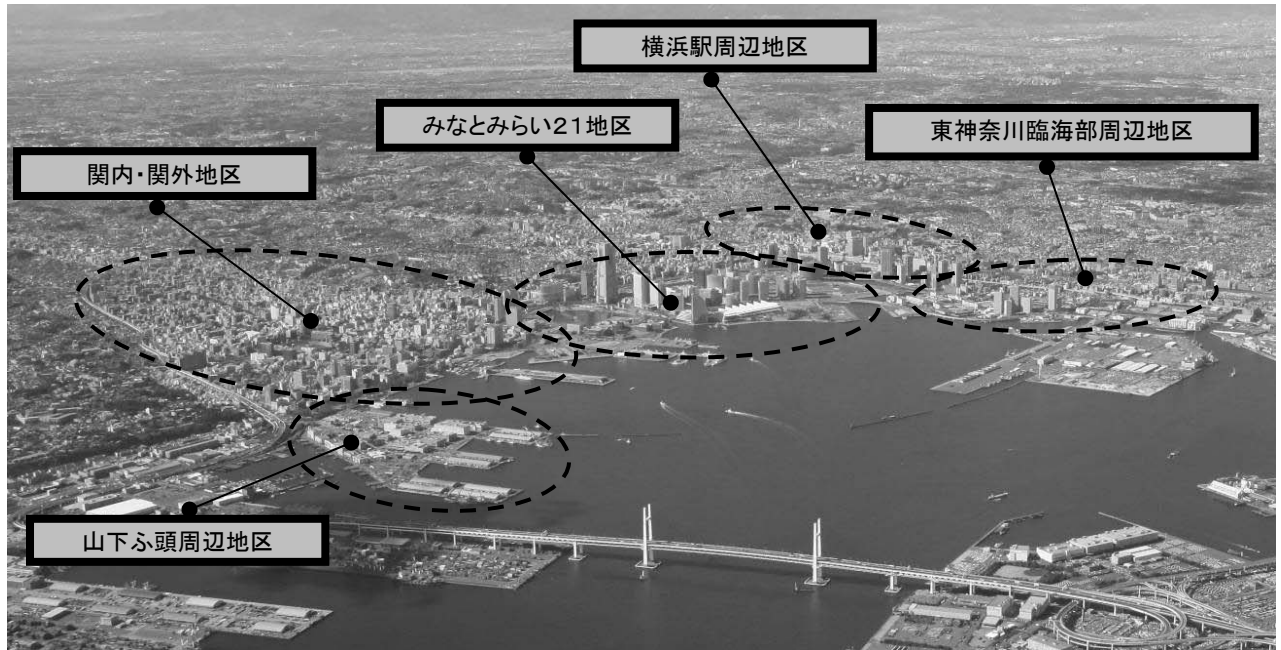 横浜駅周辺地区
みなとみらい21地区
東神奈川臨海部周辺地区
関内・関外地区
山下ふ頭周辺地区